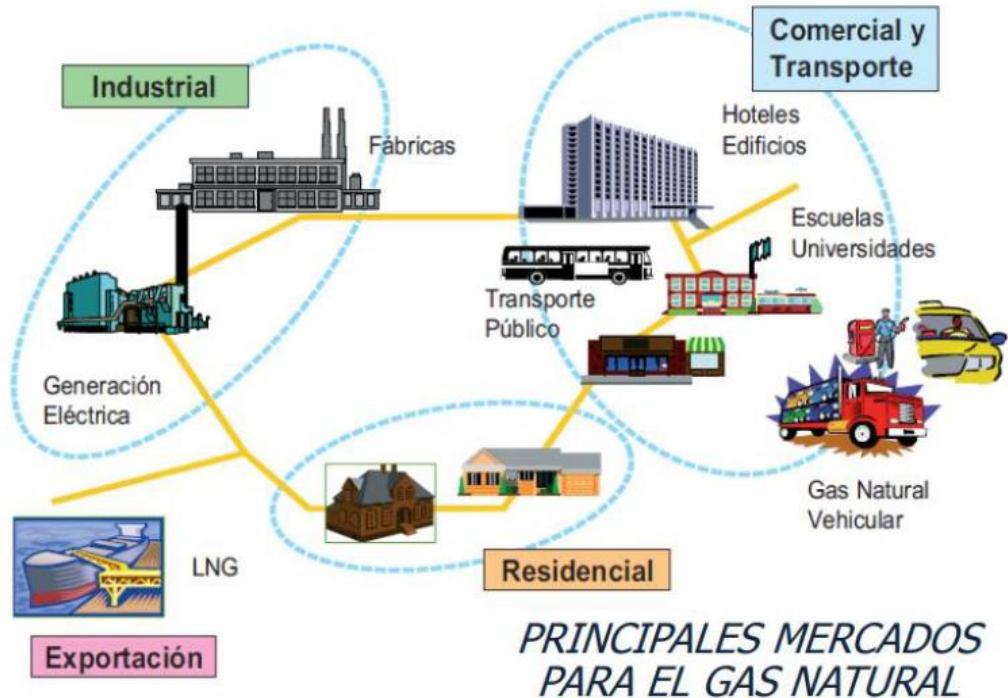 Comercial y
Transporte
Industrial
Hoteles
Edificios
Fábricas
Escuelas
Universidades
Transporte
Público
Generación
Eléctrica
Gas Natural
Vehicular
LNG
Residencial
Exportación
PRINCIPALES MERCADOS
PARA EL GAS NATURAL